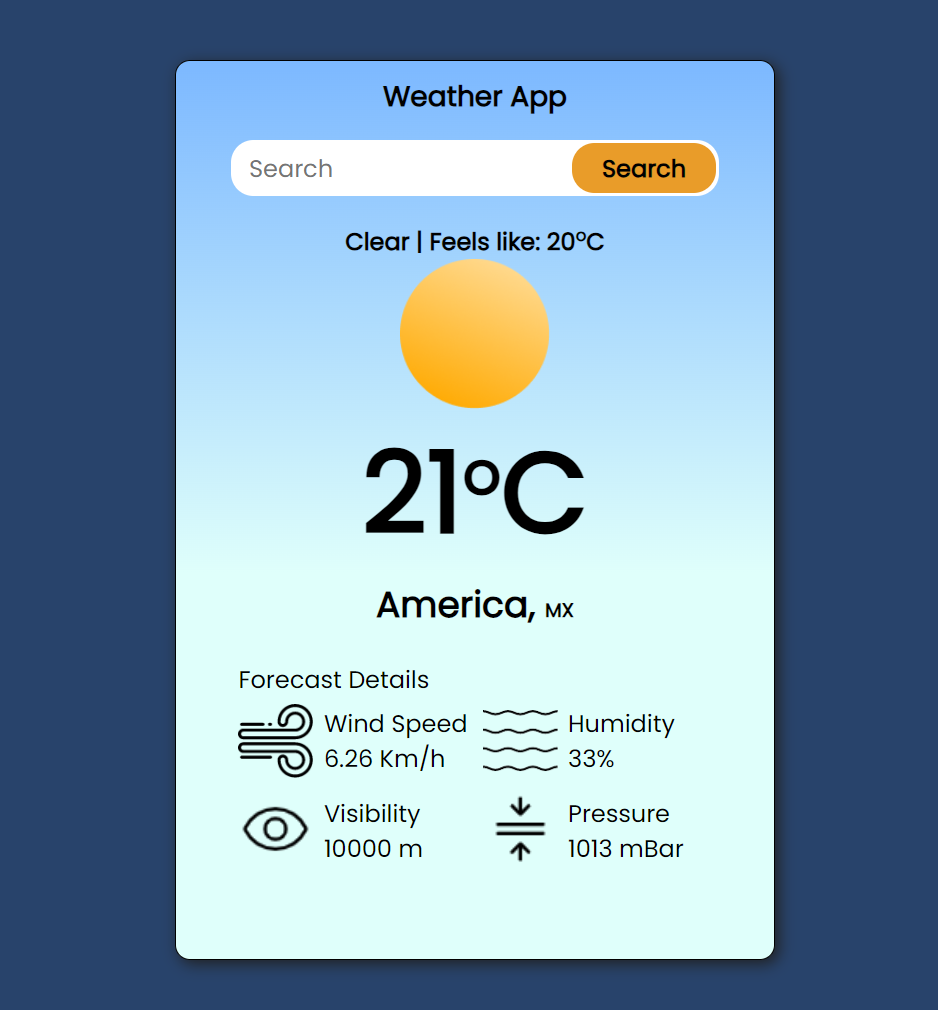 Weather App
Search Search
Clear | Feels like: 20°C
21°C
America, MX
Forecast Details
Wind Speed
6.26 Km/h
Humidity
33%
Visibility
10000 m
Pressure
1013 mBar